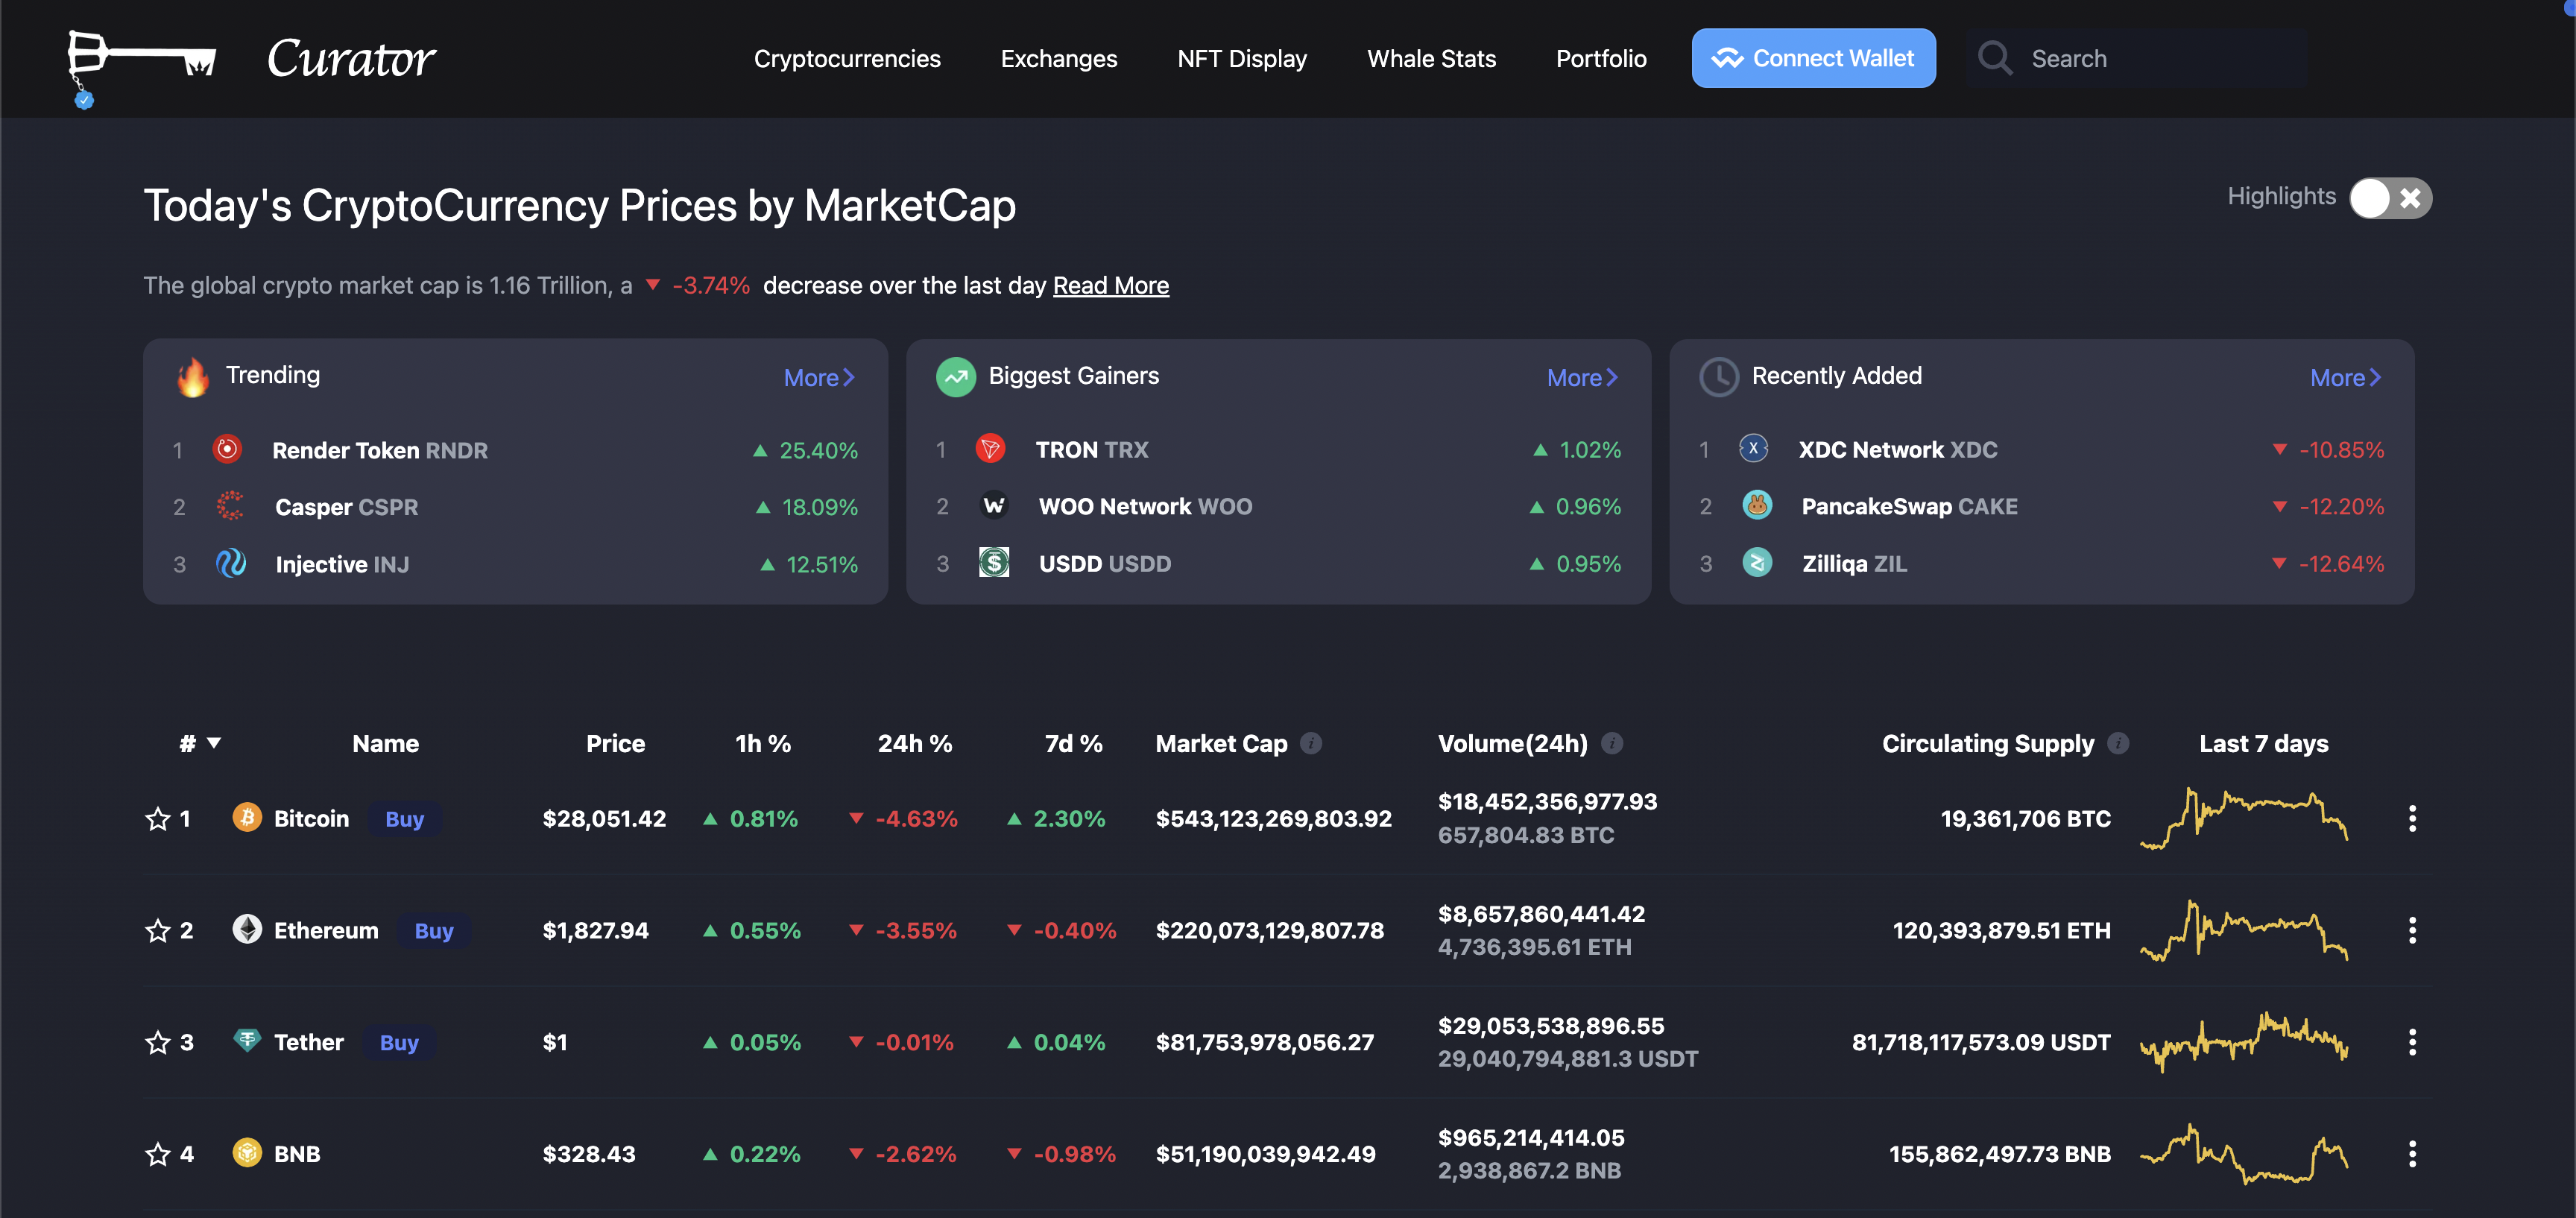 Curator
Cryptocurrencies Exchanges NFT Display Whale Stats Portfolio Connect Wallet Search
Today's CryptoCurrency Prices by MarketCap
Highlights
The global crypto market cap is 1.16 Trillion, a ▼ -3.74% decrease over the last day Read More
Trending More
1 Render Token RNDR ▲ 25.40%
2 Casper CSPR ▲ 18.09%
3 Injective INJ ▲ 12.51%
Biggest Gainers More
1 TRON TRX ▲ 1.02%
2 WOO Network WOO ▲ 0.96%
3 USDD USDD ▲ 0.95%
Recently Added More
1 XDC Network XDC ▼ -10.85%
2 PancakeSwap CAKE ▼ -12.20%
3 Zilliqa ZIL ▼ -12.64%
# ▼ Name Price 1h % 24h % 7d % Market Cap Volume(24h) Circulating Supply Last 7 days
1 Bitcoin Buy $28,051.42 ▲ 0.81% ▼ -4.63% ▲ 2.30% $543,123,269,803.92 $18,452,356,977.93 19,361,706 BTC
657,804.83 BTC
2 Ethereum Buy $1,827.94 ▲ 0.55% ▼ -3.55% ▼ -0.40% $220,073,129,807.78 $8,657,860,441.42 120,393,879.51 ETH
4,736,395.61 ETH
3 Tether Buy $1 ▲ 0.05% ▼ -0.01% ▲ 0.04% $81,753,978,056.27 $29,053,538,896.55 81,718,117,573.09 USDT
29,040,794,881.3 USDT
4 BNB $328.43 ▲ 0.22% ▼ -2.62% ▼ -0.98% $51,190,039,942.49 $965,214,414.05 155,862,497.73 BNB
2,938,867.2 BNB